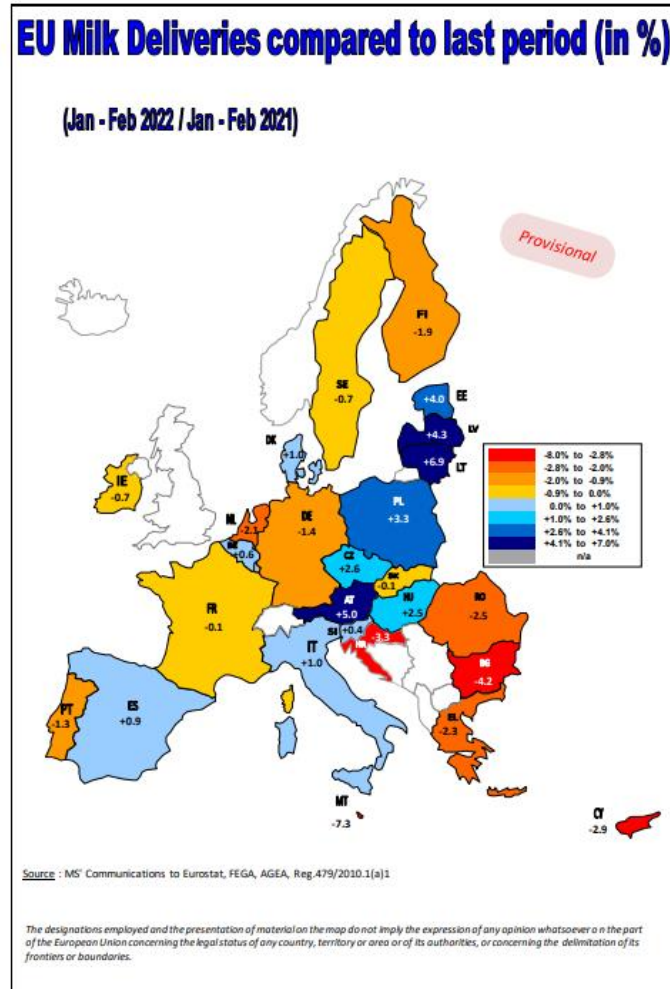 EU Milk Deliveries compared to last period (in %)
(Jan - Feb 2022 / Jan - Feb 2021)
Provisional
FI
-1.9
SE
-0.7
EE
+4.0
LV
+4.3
LT
+6.9
DK
+1.0
IE
-0.7
NL
-2.1
DE
-1.4
PL
+3.3
BE
+0.6
CZ
+2.6
SK
-0.1
FR
-0.1
AT
+5.0
HU
+2.5
RO
-2.5
SI
+0.4
HR
-3.3
IT
+1.0
BG
-4.2
PT
-1.3
ES
+0.9
EL
-2.3
MT
-7.3
CY
-2.9
-8.0% to -2.8%
-2.8% to -2.0%
-2.0% to -0.9%
-0.9% to 0.0%
0.0% to +1.0%
+1.0% to +2.6%
+2.6% to +4.1%
+4.1% to +7.0%
n/a
Source : MS' Communications to Eurostat, FEGA, AGEA, Reg.479/2010.1(a)1
The designations employed and the presentation of material on the map do not imply the expression of any opinion whatsoever on the part
of the European Union concerning the legal status of any country, territory or area or of its authorities, or concerning the delimitation of its
frontiers or boundaries.